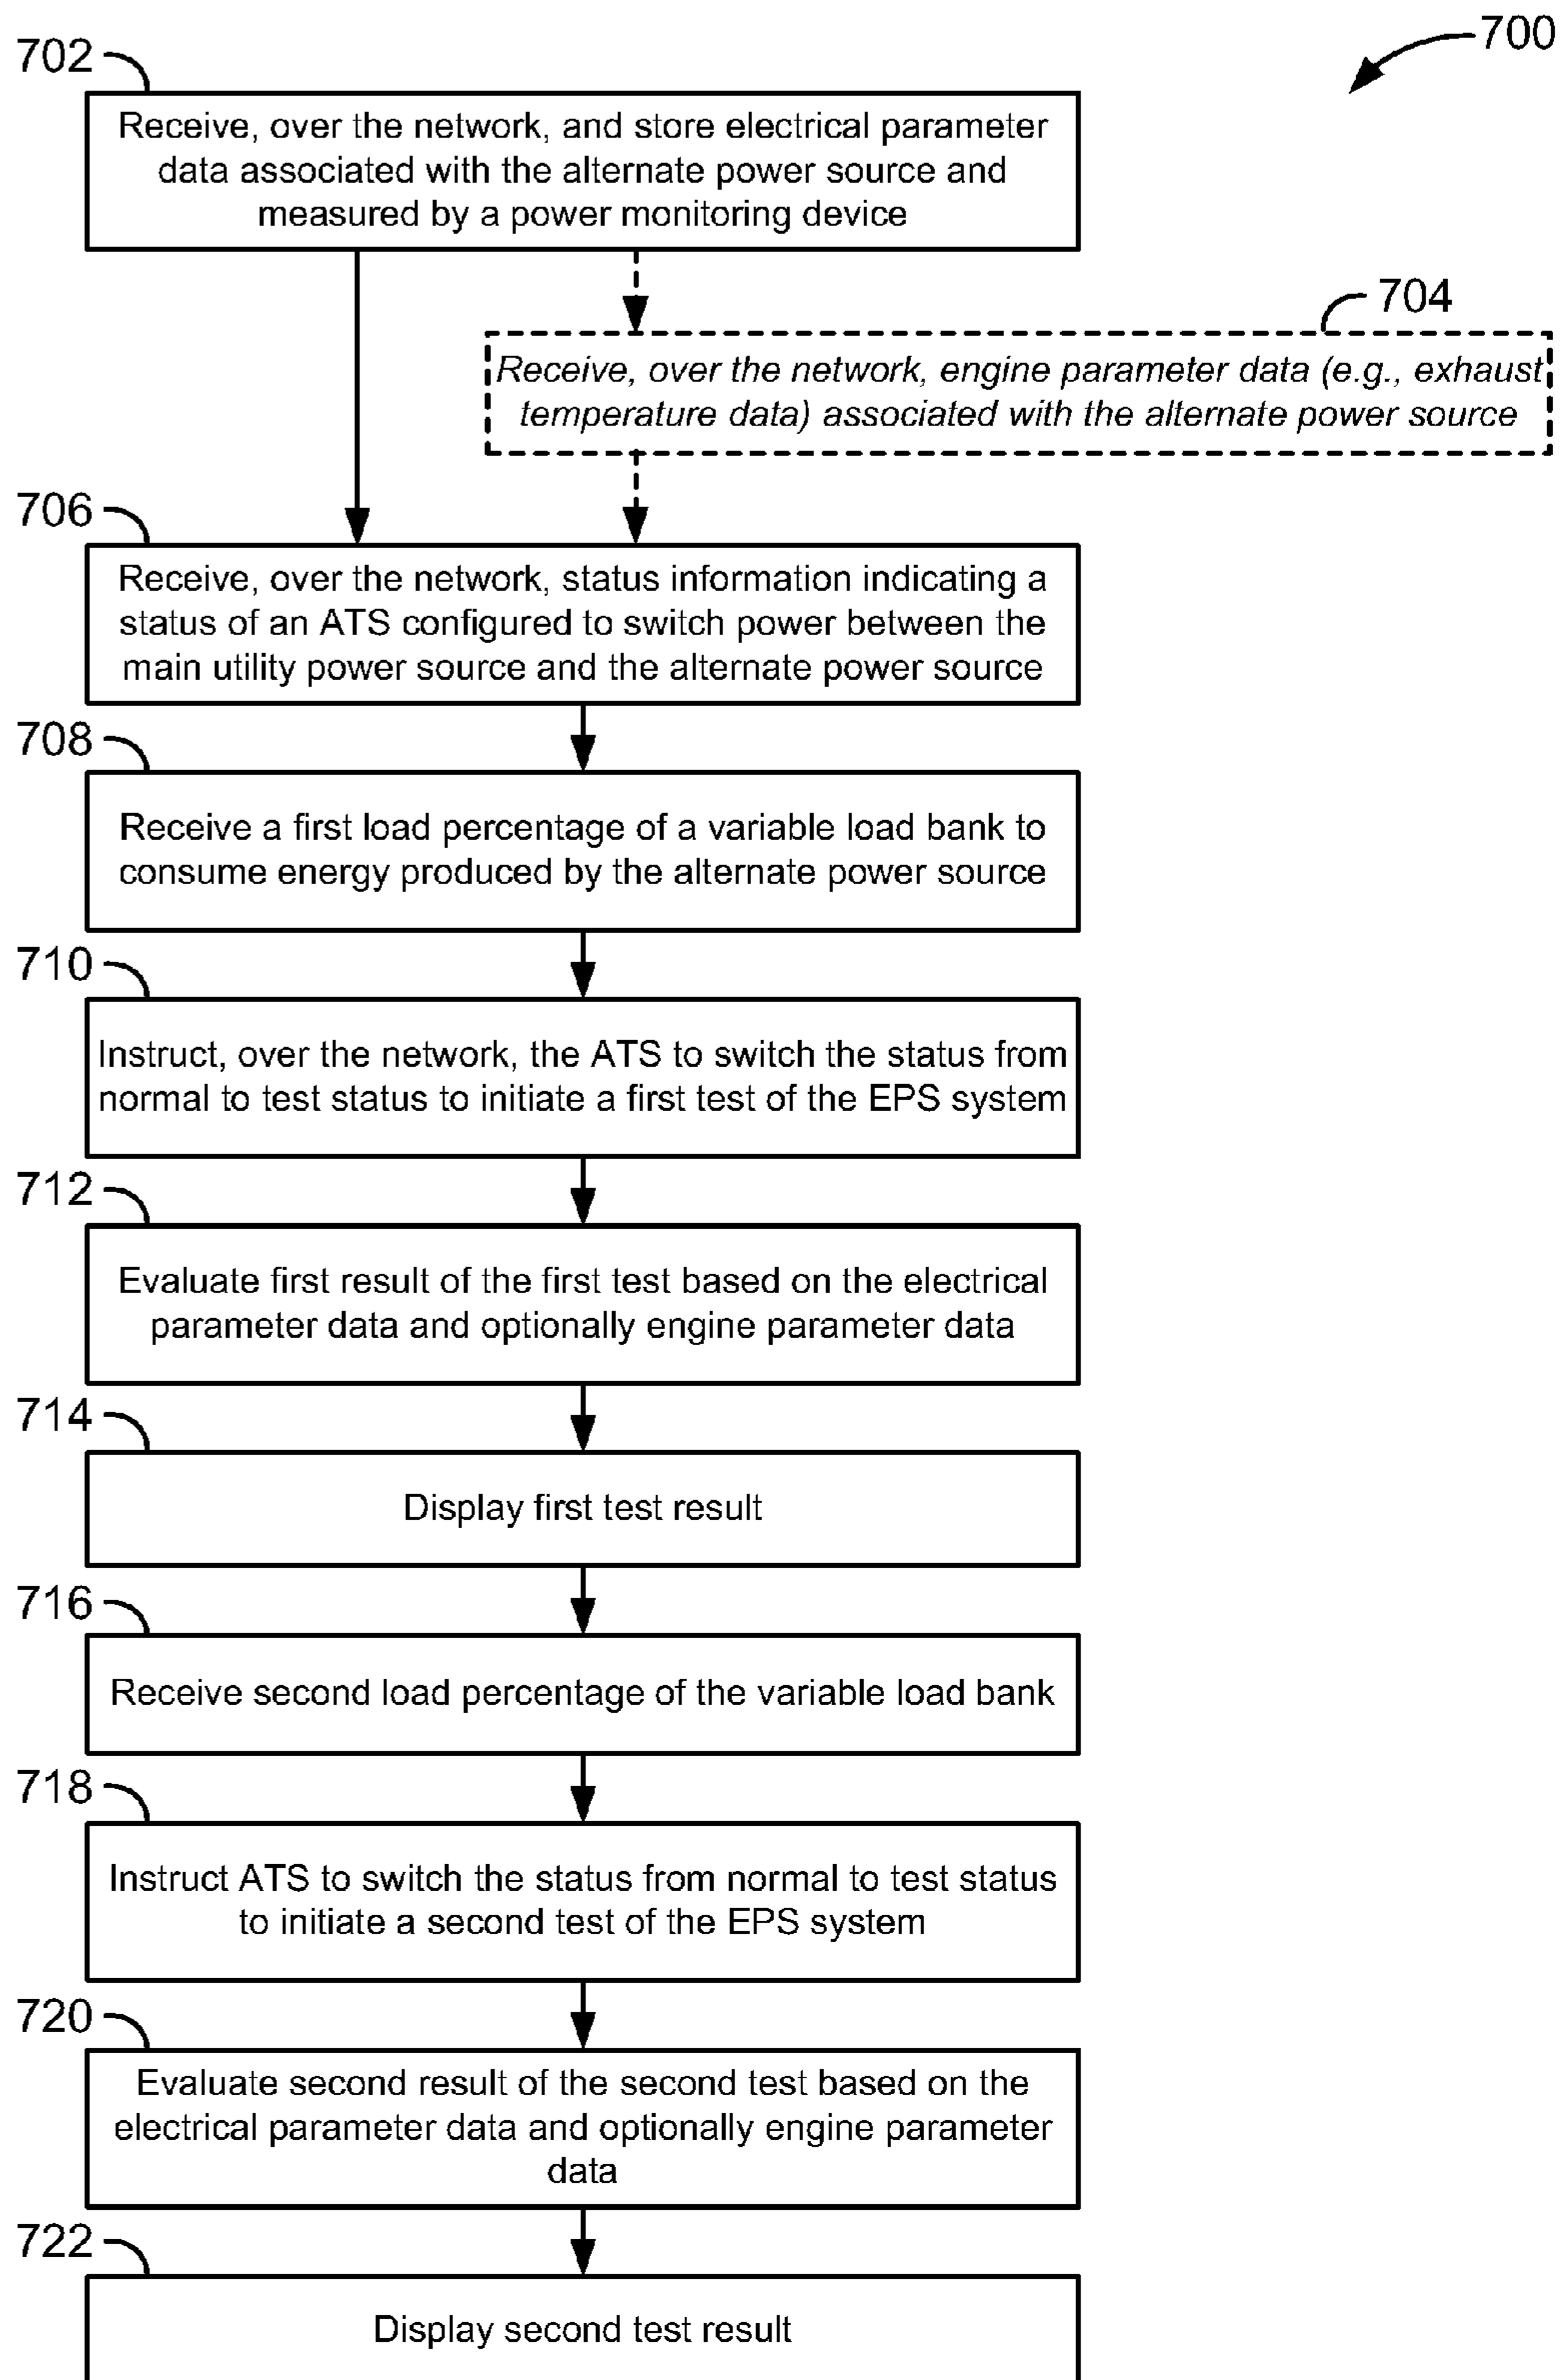 700
702
Receive, over the network, and store electrical parameter
data associated with the alternate power source and
measured by a power monitoring device
704
Receive, over the network, engine parameter data (e.g., exhaust
temperature data) associated with the alternate power source
706
Receive, over the network, status information indicating a
status of an ATS configured to switch power between the
main utility power source and the alternate power source
708
Receive a first load percentage of a variable load bank to
consume energy produced by the alternate power source
710
Instruct, over the network, the ATS to switch the status from
normal to test status to initiate a first test of the EPS system
712
Evaluate first result of the first test based on the electrical
parameter data and optionally engine parameter data
714
Display first test result
716
Receive second load percentage of the variable load bank
718
Instruct ATS to switch the status from normal to test status
to initiate a second test of the EPS system
720
Evaluate second result of the second test based on the
electrical parameter data and optionally engine parameter
data
722
Display second test result